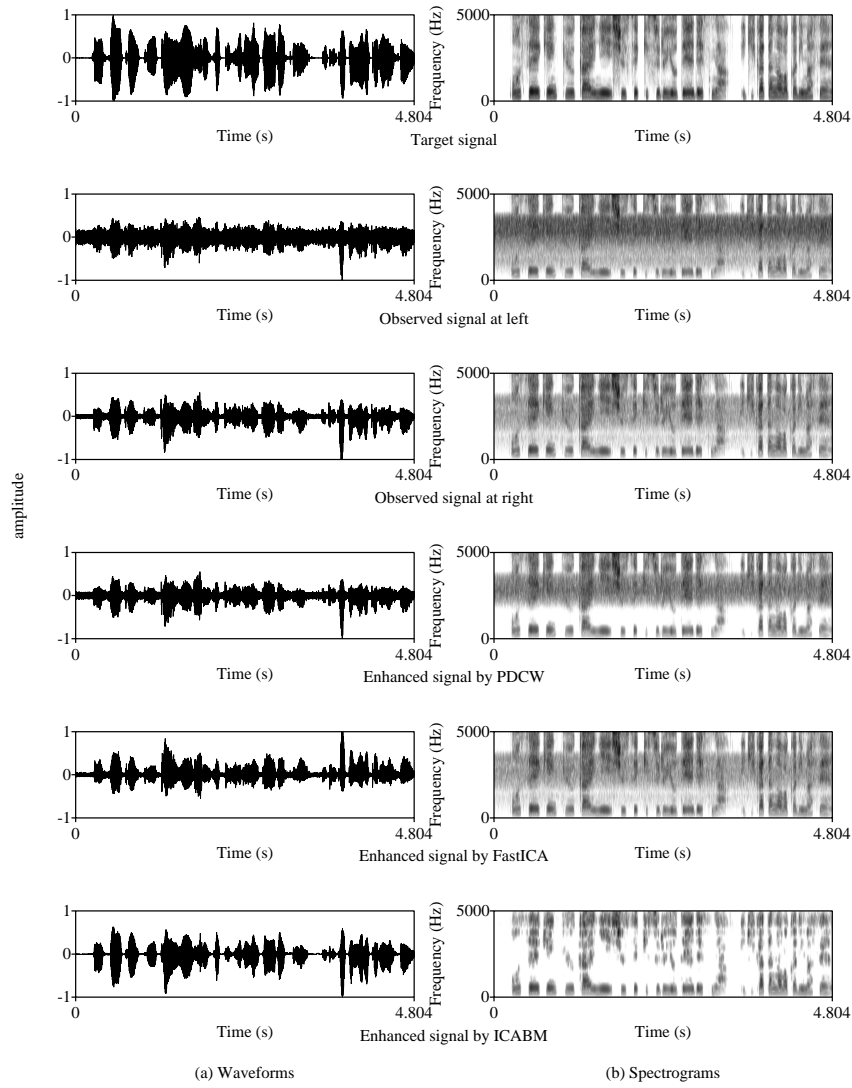 amplitude
1
0
-1
0
4.804
Time (s)
Frequency (Hz)
5000
0
0
4.804
Time (s)
Target signal
1
0
-1
0
4.804
Time (s)
Frequency (Hz)
5000
0
0
4.804
Time (s)
Observed signal at left
1
0
-1
0
4.804
Time (s)
Frequency (Hz)
5000
0
0
4.804
Time (s)
Observed signal at right
1
0
-1
0
4.804
Time (s)
Frequency (Hz)
5000
0
0
4.804
Time (s)
Enhanced signal by PDCW
1
0
-1
0
4.804
Time (s)
Frequency (Hz)
5000
0
0
4.804
Time (s)
Enhanced signal by FastICA
1
0
-1
0
4.804
Time (s)
Frequency (Hz)
5000
0
0
4.804
Time (s)
Enhanced signal by ICABM
(a) Waveforms
(b) Spectrograms